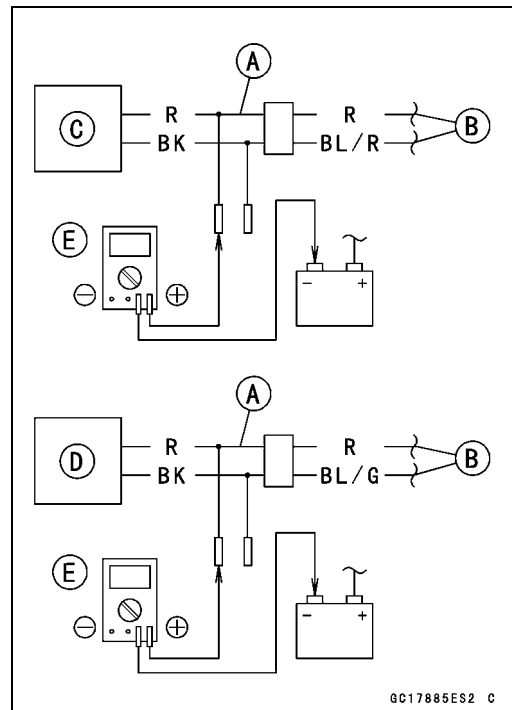 A
C R R B
BK BL/R
E
⊖ ⊕ - +
A
D R R B
BK BL/G
E
⊖ ⊕ - +
GC17885ES2 C